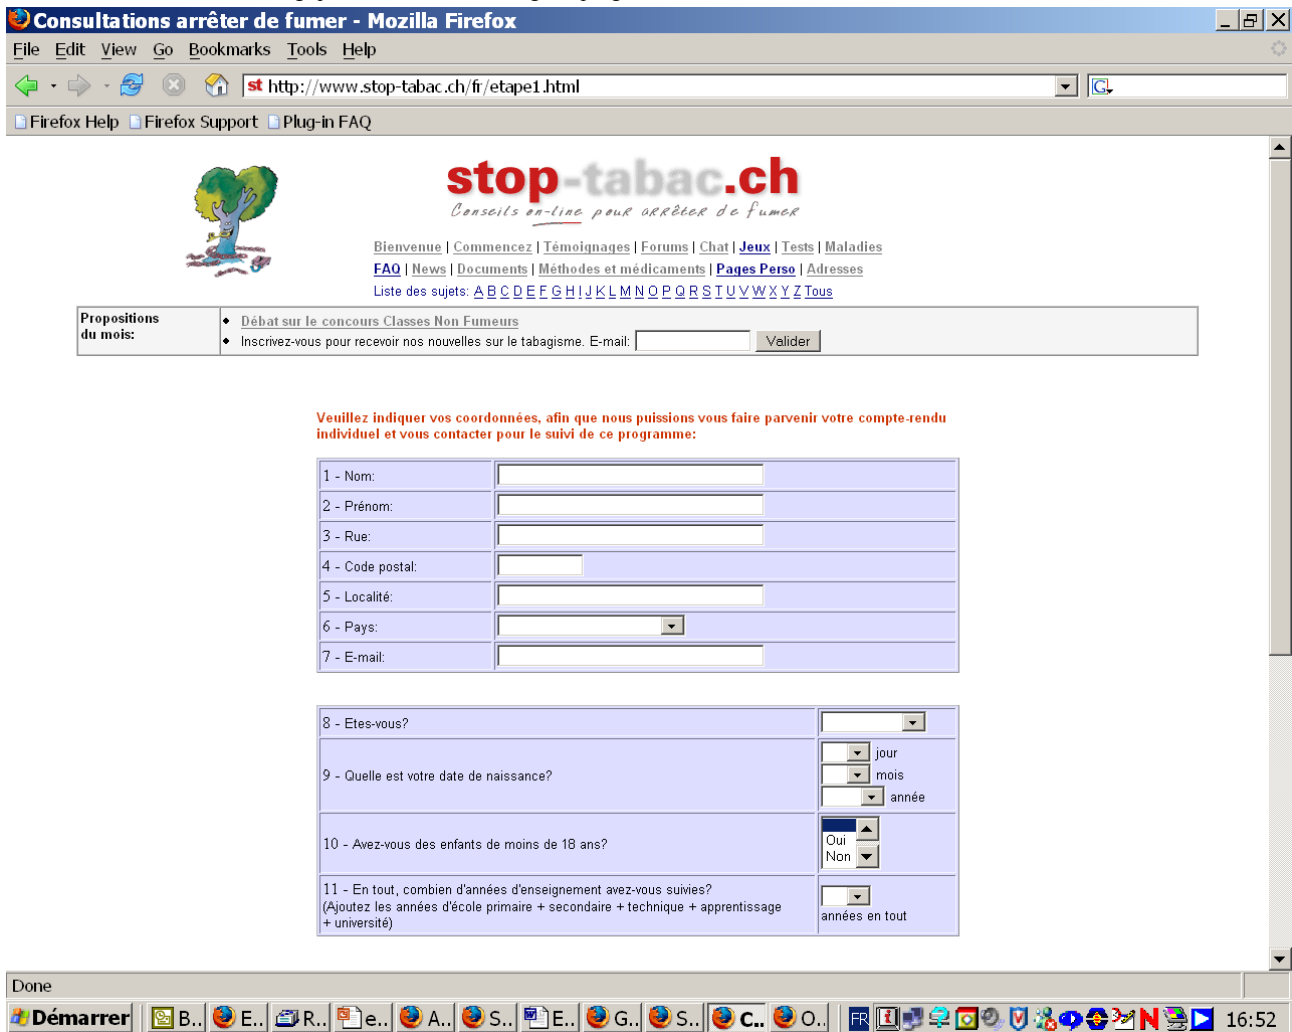 Consultations arrêter de fumer - Mozilla Firefox
File Edit View Go Bookmarks Tools Help
st http://www.stop-tabac.ch/fr/etape1.html G
Firefox Help Firefox Support Plug-in FAQ
stop-tabac.ch
Conseils on-line pour arrêter de fumer
Bienvenue | Commencez | Témoignages | Forums | Chat | Jeux | Tests | Maladies
FAQ | News | Documents | Méthodes et médicaments | Pages Perso | Adresses
Liste des sujets: A B C D E F G H I J K L M N O P Q R S T U V W X Y Z Tous
Propositions du mois:
Débat sur le concours Classes Non Fumeurs
Inscrivez-vous pour recevoir nos nouvelles sur le tabagisme. E-mail: Valider
Veuillez indiquer vos coordonnées, afin que nous puissions vous faire parvenir votre compte-rendu
individuel et vous contacter pour le suivi de ce programme:
1 - Nom:
2 - Prénom:
3 - Rue:
4 - Code postal:
5 - Localité:
6 - Pays:
7 - E-mail:
8 - Etes-vous?
9 - Quelle est votre date de naissance?
jour
mois
année
10 - Avez-vous des enfants de moins de 18 ans?
Oui
Non
11 - En tout, combien d'années d'enseignement avez-vous suivies?
(Ajoutez les années d'école primaire + secondaire + technique + apprentissage
+ université)
années en tout
Done
Démarrer B.. E.. R.. e.. A.. S.. E.. G.. S.. C.. O.. FR 16:52